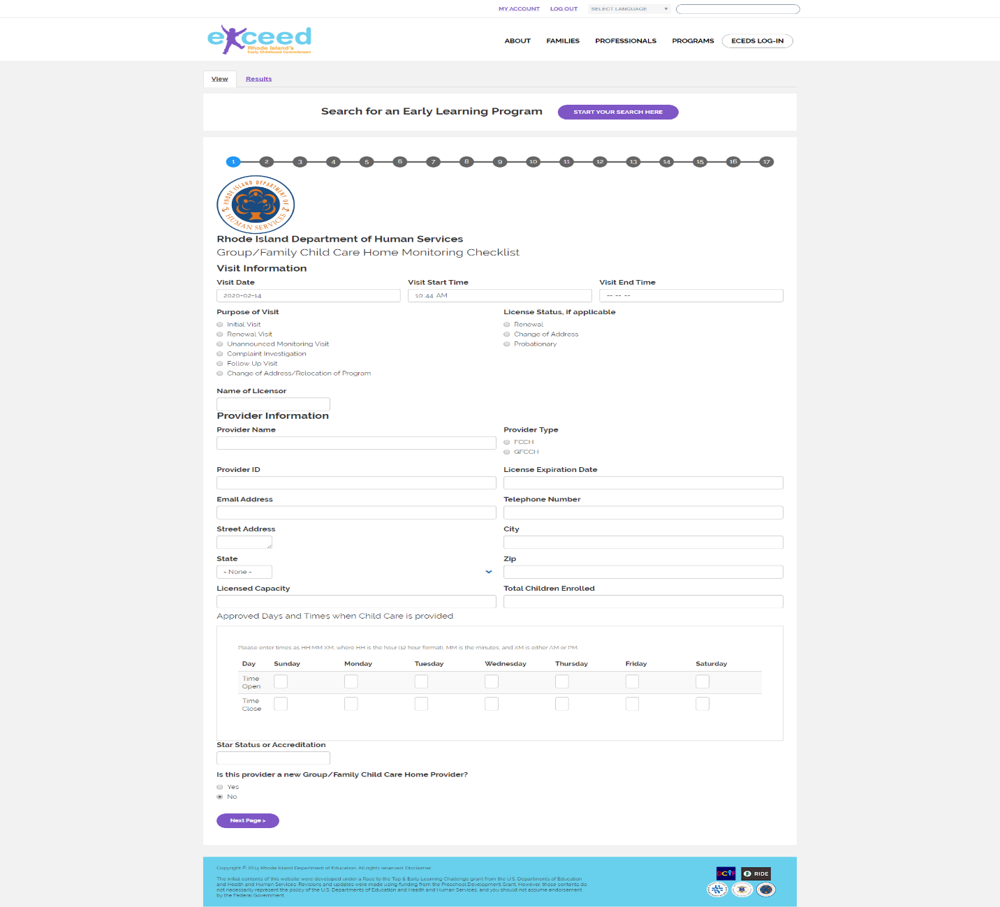 MY ACCOUNT LOG OUT SELECT LANGUAGE
exceed
Rhode Island's
Early Childhood Commitment
ABOUT FAMILIES PROFESSIONALS PROGRAMS ECEDS LOG-IN
View Results
Search for an Early Learning Program START YOUR SEARCH HERE
1 2 3 4 5 6 7 8 9 10 11 12 13 14 15 16 17
RHODE ISLAND DEPARTMENT OF
HUMAN SERVICES
Rhode Island Department of Human Services
Group/Family Child Care Home Monitoring Checklist
Visit Information
Visit Date Visit Start Time Visit End Time
2020-02-14 10:44 AM --:-- --
Purpose of Visit License Status, if applicable
Initial Visit Renewal
Renewal Visit Change of Address
Unannounced Monitoring Visit Probationary
Complaint Investigation
Follow Up Visit
Change of Address/Relocation of Program
Name of Licensor
Provider Information
Provider Name Provider Type
FCCH
GFCCH
Provider ID License Expiration Date
Email Address Telephone Number
Street Address City
State Zip
- None -
Licensed Capacity Total Children Enrolled
Approved Days and Times when Child Care is provided
Please enter times as HH:MM XM, where HH is the hour (12 hour format), MM is the minutes, and XM is either AM or PM.
Day Sunday Monday Tuesday Wednesday Thursday Friday Saturday
Time
Open
Time
Close
Star Status or Accreditation
Is this provider a new Group/Family Child Care Home Provider?
Yes
No
Next Page >
Copyright © 2014 Rhode Island Department of Education. All rights reserved. Disclaimer
The initial contents of this website were developed under a Race to the Top & Early Learning Challenge grant from the U.S. Departments of Education
and Health and Human Services. Revisions and updates were made using funding from the Preschool Development Grant. However, those contents do
not necessarily represent the policy of the U.S. Departments of Education and Health and Human Services, and you should not assume endorsement
by the Federal Government.
DCYF RIDE